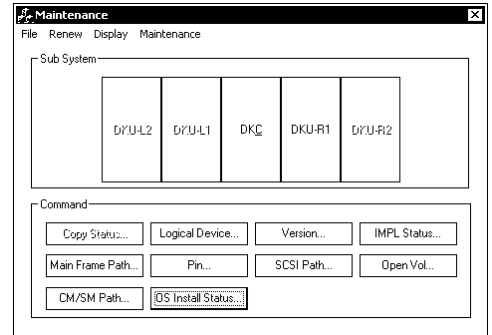 Maintenance
File Renew Display Maintenance
Sub System
DKU-L2 DKU-L1 DKC DKU-R1 DKU-R2
Command
Copy Status... Logical Device... Version... IMPL Status...
Main Frame Path... Pin... SCSI Path... Open Vol...
CM/SM Path... OS Install Status...